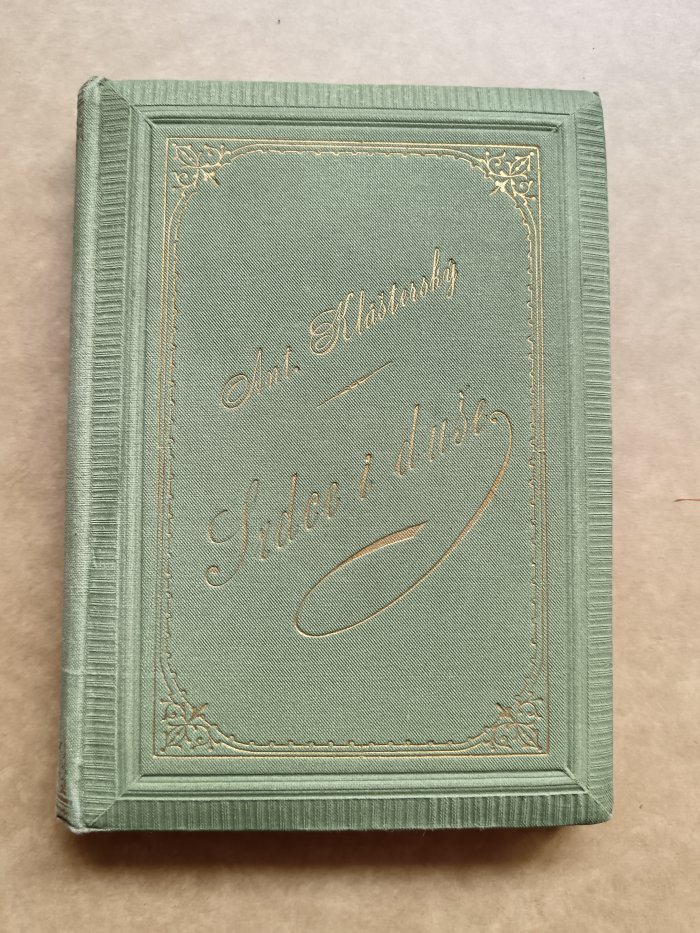 Ant. Klášterský
Srdce i duše